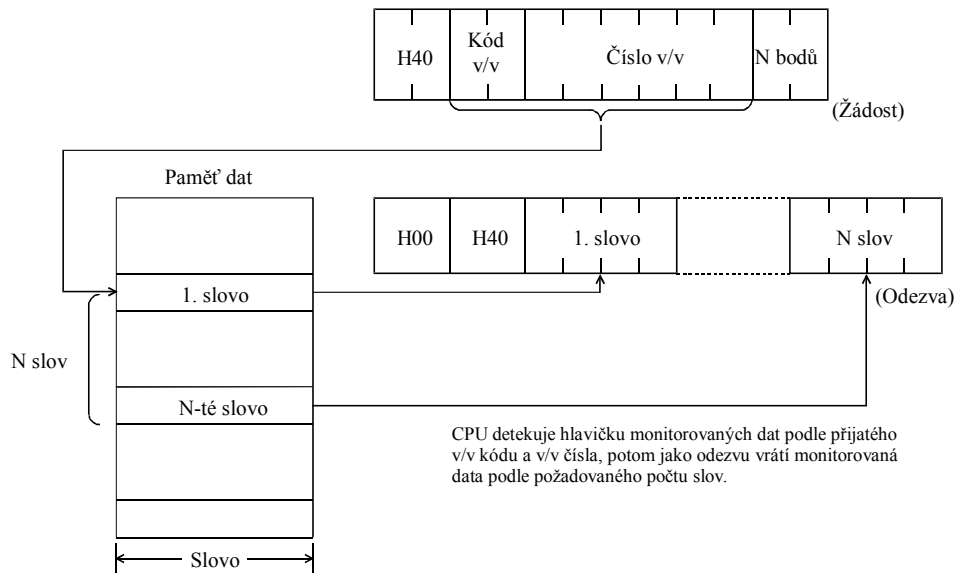 H40
Kód
v/v
Číslo v/v
N bodů
(Žádost)
Paměť dat
H00
H40
1. slovo
N slov
(Odezva)
1. slovo
N slov
N-té slovo
CPU detekuje hlavičku monitorovaných dat podle přijatého
v/v kódu a v/v čísla, potom jako odezvu vrátí monitorovaná
data podle požadovaného počtu slov.
Slovo